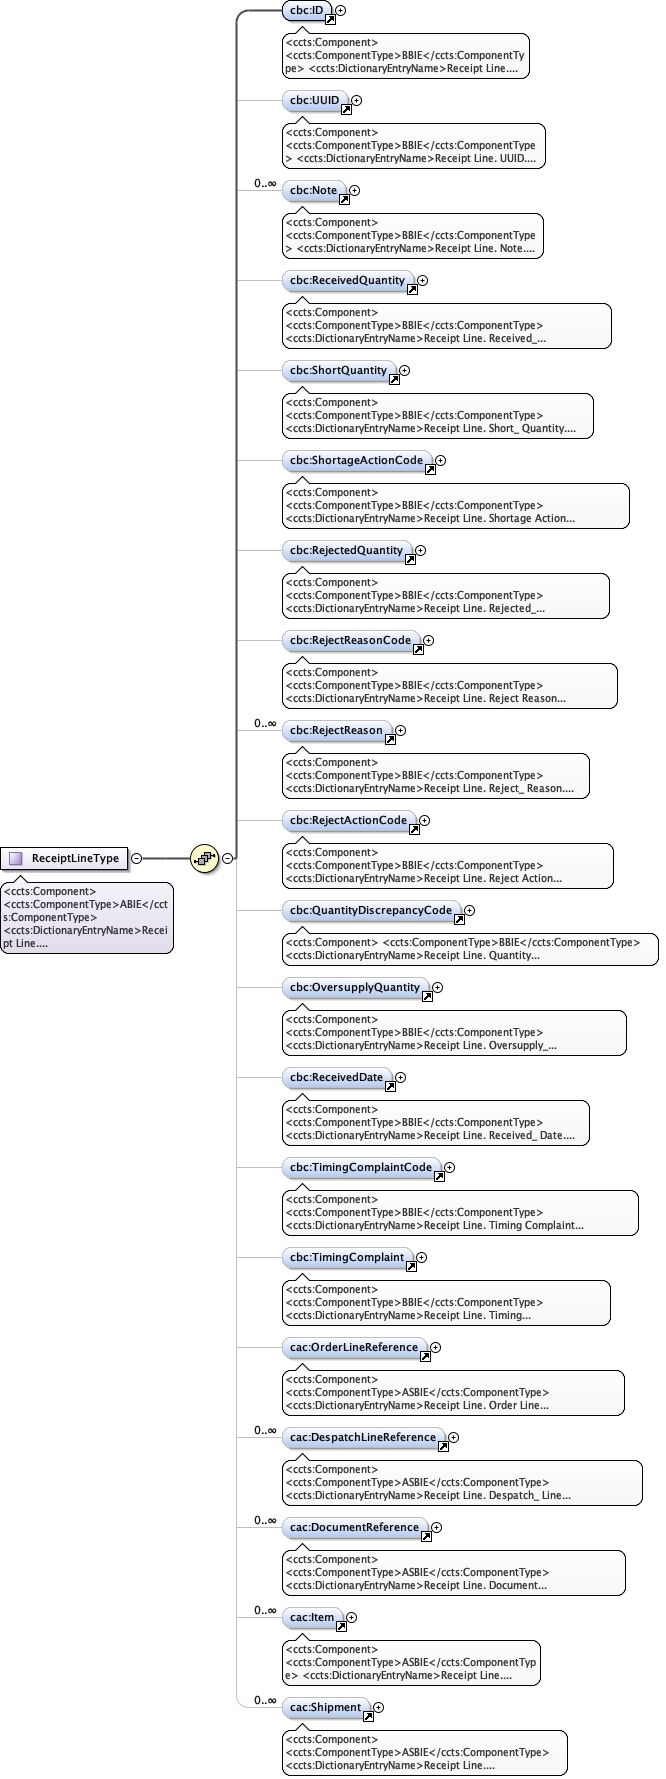 cbc:ID
<ccts:Component>
<ccts:ComponentType>BBIE</ccts:ComponentTy
pe> <ccts:DictionaryEntryName>Receipt Line....
cbc:UUID
<ccts:Component>
<ccts:ComponentType>BBIE</ccts:ComponentType
> <ccts:DictionaryEntryName>Receipt Line. UUID....
0..∞
cbc:Note
<ccts:Component>
<ccts:ComponentType>BBIE</ccts:ComponentType
> <ccts:DictionaryEntryName>Receipt Line. Note....
cbc:ReceivedQuantity
<ccts:Component>
<ccts:ComponentType>BBIE</ccts:ComponentType>
<ccts:DictionaryEntryName>Receipt Line. Received_...
cbc:ShortQuantity
<ccts:Component>
<ccts:ComponentType>BBIE</ccts:ComponentType>
<ccts:DictionaryEntryName>Receipt Line. Short_ Quantity....
cbc:ShortageActionCode
<ccts:Component>
<ccts:ComponentType>BBIE</ccts:ComponentType>
<ccts:DictionaryEntryName>Receipt Line. Shortage Action...
cbc:RejectedQuantity
<ccts:Component>
<ccts:ComponentType>BBIE</ccts:ComponentType>
<ccts:DictionaryEntryName>Receipt Line. Rejected_...
cbc:RejectReasonCode
<ccts:Component>
<ccts:ComponentType>BBIE</ccts:ComponentType>
<ccts:DictionaryEntryName>Receipt Line. Reject Reason...
0..∞
cbc:RejectReason
<ccts:Component>
<ccts:ComponentType>BBIE</ccts:ComponentType>
<ccts:DictionaryEntryName>Receipt Line. Reject_ Reason....
cbc:RejectActionCode
<ccts:Component>
<ccts:ComponentType>BBIE</ccts:ComponentType>
<ccts:DictionaryEntryName>Receipt Line. Reject Action...
ReceiptLineType
<ccts:Component>
<ccts:ComponentType>ABIE</cct
s:ComponentType>
<ccts:DictionaryEntryName>Recei
pt Line....
cbc:QuantityDiscrepancyCode
<ccts:Component> <ccts:ComponentType>BBIE</ccts:ComponentType>
<ccts:DictionaryEntryName>Receipt Line. Quantity...
cbc:OversupplyQuantity
<ccts:Component>
<ccts:ComponentType>BBIE</ccts:ComponentType>
<ccts:DictionaryEntryName>Receipt Line. Oversupply_...
cbc:ReceivedDate
<ccts:Component>
<ccts:ComponentType>BBIE</ccts:ComponentType>
<ccts:DictionaryEntryName>Receipt Line. Received_ Date....
cbc:TimingComplaintCode
<ccts:Component>
<ccts:ComponentType>BBIE</ccts:ComponentType>
<ccts:DictionaryEntryName>Receipt Line. Timing Complaint...
cbc:TimingComplaint
<ccts:Component>
<ccts:ComponentType>BBIE</ccts:ComponentType>
<ccts:DictionaryEntryName>Receipt Line. Timing...
cac:OrderLineReference
<ccts:Component>
<ccts:ComponentType>ASBIE</ccts:ComponentType>
<ccts:DictionaryEntryName>Receipt Line. Order Line...
0..∞
cac:DespatchLineReference
<ccts:Component>
<ccts:ComponentType>ASBIE</ccts:ComponentType>
<ccts:DictionaryEntryName>Receipt Line. Despatch_ Line...
0..∞
cac:DocumentReference
<ccts:Component>
<ccts:ComponentType>ASBIE</ccts:ComponentType>
<ccts:DictionaryEntryName>Receipt Line. Document...
0..∞
cac:Item
<ccts:Component>
<ccts:ComponentType>ASBIE</ccts:ComponentTyp
e> <ccts:DictionaryEntryName>Receipt Line....
0..∞
cac:Shipment
<ccts:Component>
<ccts:ComponentType>ASBIE</ccts:ComponentType>
<ccts:DictionaryEntryName>Receipt Line....